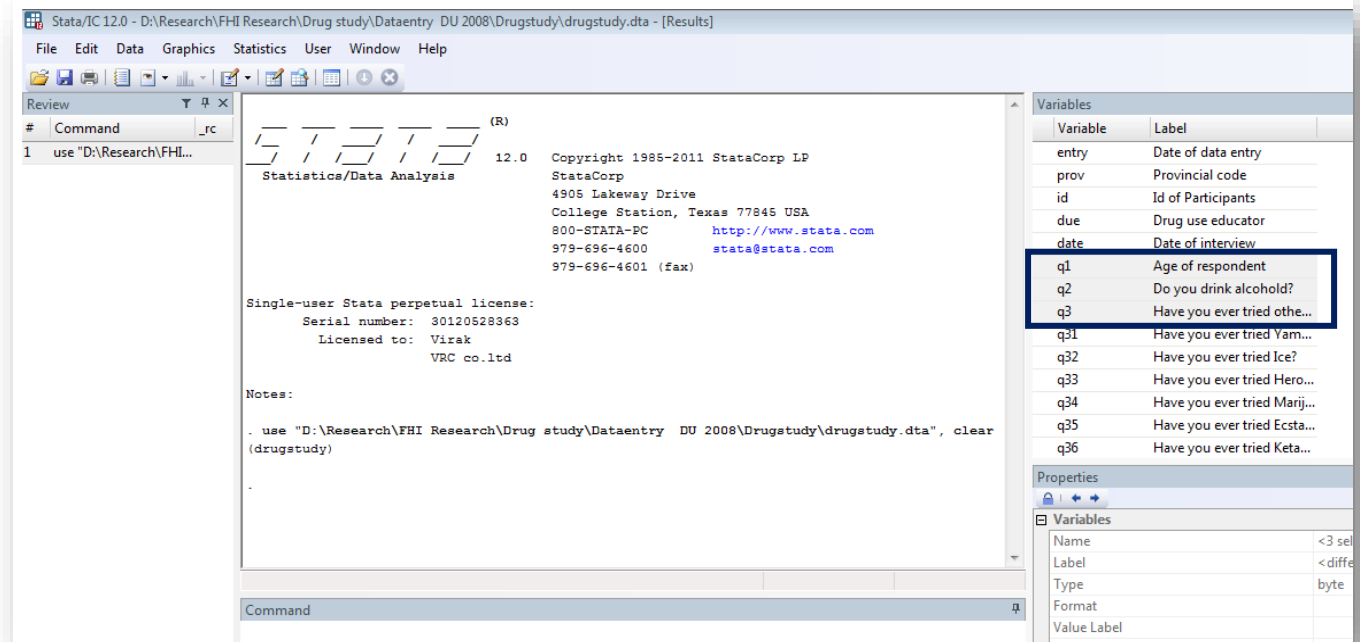 Stata/IC 12.0 - D:\Research\FHI Research\Drug study\Dataentry  DU 2008\Drugstudy\drugstudy.dta - [Results]
File Edit Data Graphics Statistics User Window Help
Review
# Command _rc
1 use "D:\Research\FHI...
(R)
12.0 Copyright 1985-2011 StataCorp LP
Statistics/Data Analysis StataCorp
4905 Lakeway Drive
College Station, Texas 77845 USA
800-STATA-PC http://www.stata.com
979-696-4600 stata@stata.com
979-696-4601 (fax)
Single-user Stata perpetual license:
Serial number: 30120528363
Licensed to: Virak
VRC co.ltd
Notes:
. use "D:\Research\FHI Research\Drug study\Dataentry  DU 2008\Drugstudy\drugstudy.dta", clear
(drugstudy)
.
Command
Variables
Variable Label
entry Date of data entry
prov Provincial code
id Id of Participants
due Drug use educator
date Date of interview
q1 Age of respondent
q2 Do you drink alcohold?
q3 Have you ever tried othe...
q31 Have you ever tried Yam...
q32 Have you ever tried Ice?
q33 Have you ever tried Hero...
q34 Have you ever tried Marij...
q35 Have you ever tried Ecsta...
q36 Have you ever tried Keta...
Properties
Variables
Name <3 sel
Label <diffe
Type byte
Format
Value Label